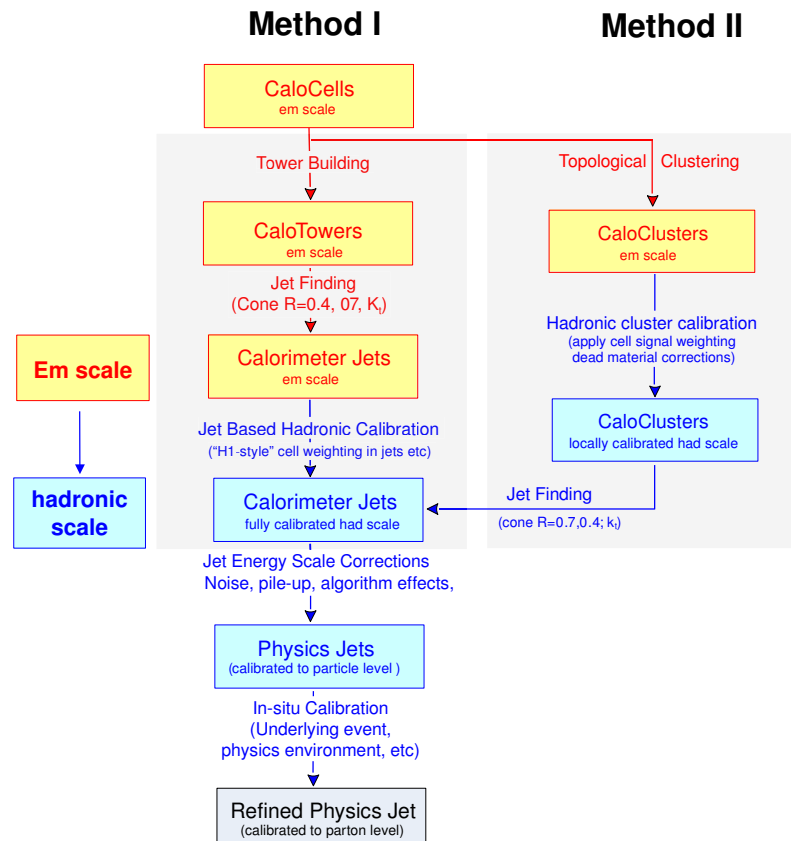 Method I
Method II
CaloCells
em scale
Tower Building
Topological Clustering
CaloTowers
em scale
CaloClusters
em scale
Jet Finding
(Cone R=0.4, 07, Kt)
Hadronic cluster calibration
(apply cell signal weighting
dead material corrections)
Em scale
Calorimeter Jets
em scale
CaloClusters
locally calibrated had scale
Jet Based Hadronic Calibration
("H1-style" cell weighting in jets etc)
hadronic
scale
Calorimeter Jets
fully calibrated had scale
Jet Finding
(cone R=0.7,0.4; kt)
Jet Energy Scale Corrections
Noise, pile-up, algorithm effects,
Physics Jets
(calibrated to particle level )
In-situ Calibration
(Underlying event,
physics environment, etc)
Refined Physics Jet
(calibrated to parton level)